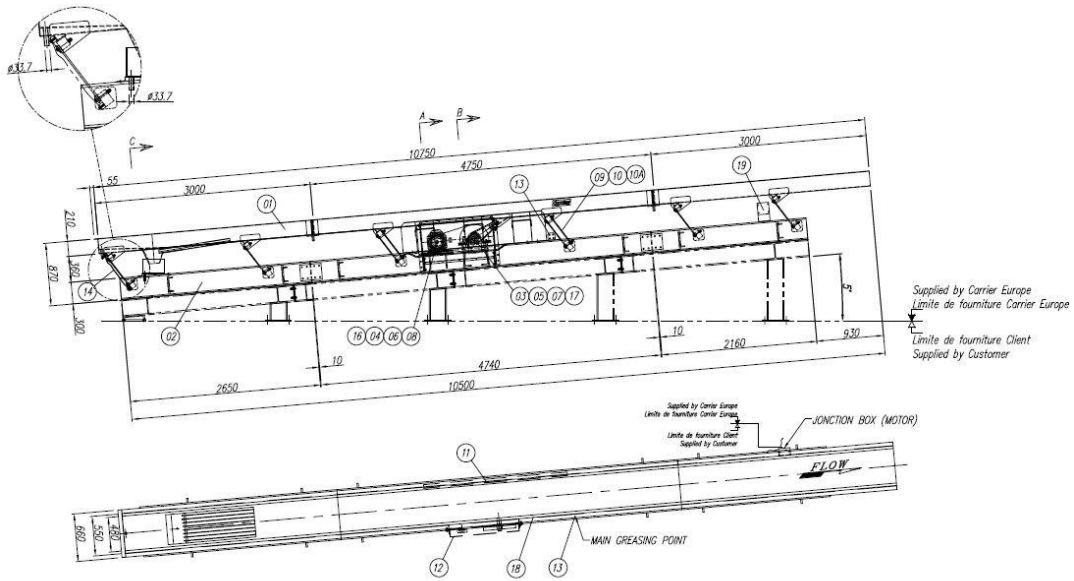 ø33.7
ø33.7
A
B
C
10750
4750
3000
3000
55
210
870
360
300
01
02
14
13
09
10
10A
19
03
05
07
17
16
04
06
08
5°
Supplied by Carrier Europe
Limite de fourniture Carrier Europe
Limite de fourniture Client
Supplied by Customer
10
10
2650
4740
2160
930
10500
Supplied by Carrier Europe
Limite de fourniture Carrier Europe
Limite de fourniture Client
Supplied by Customer
JONCTION BOX (MOTOR)
11
FLOW
660
550
480
MAIN GREASING POINT
12
18
13